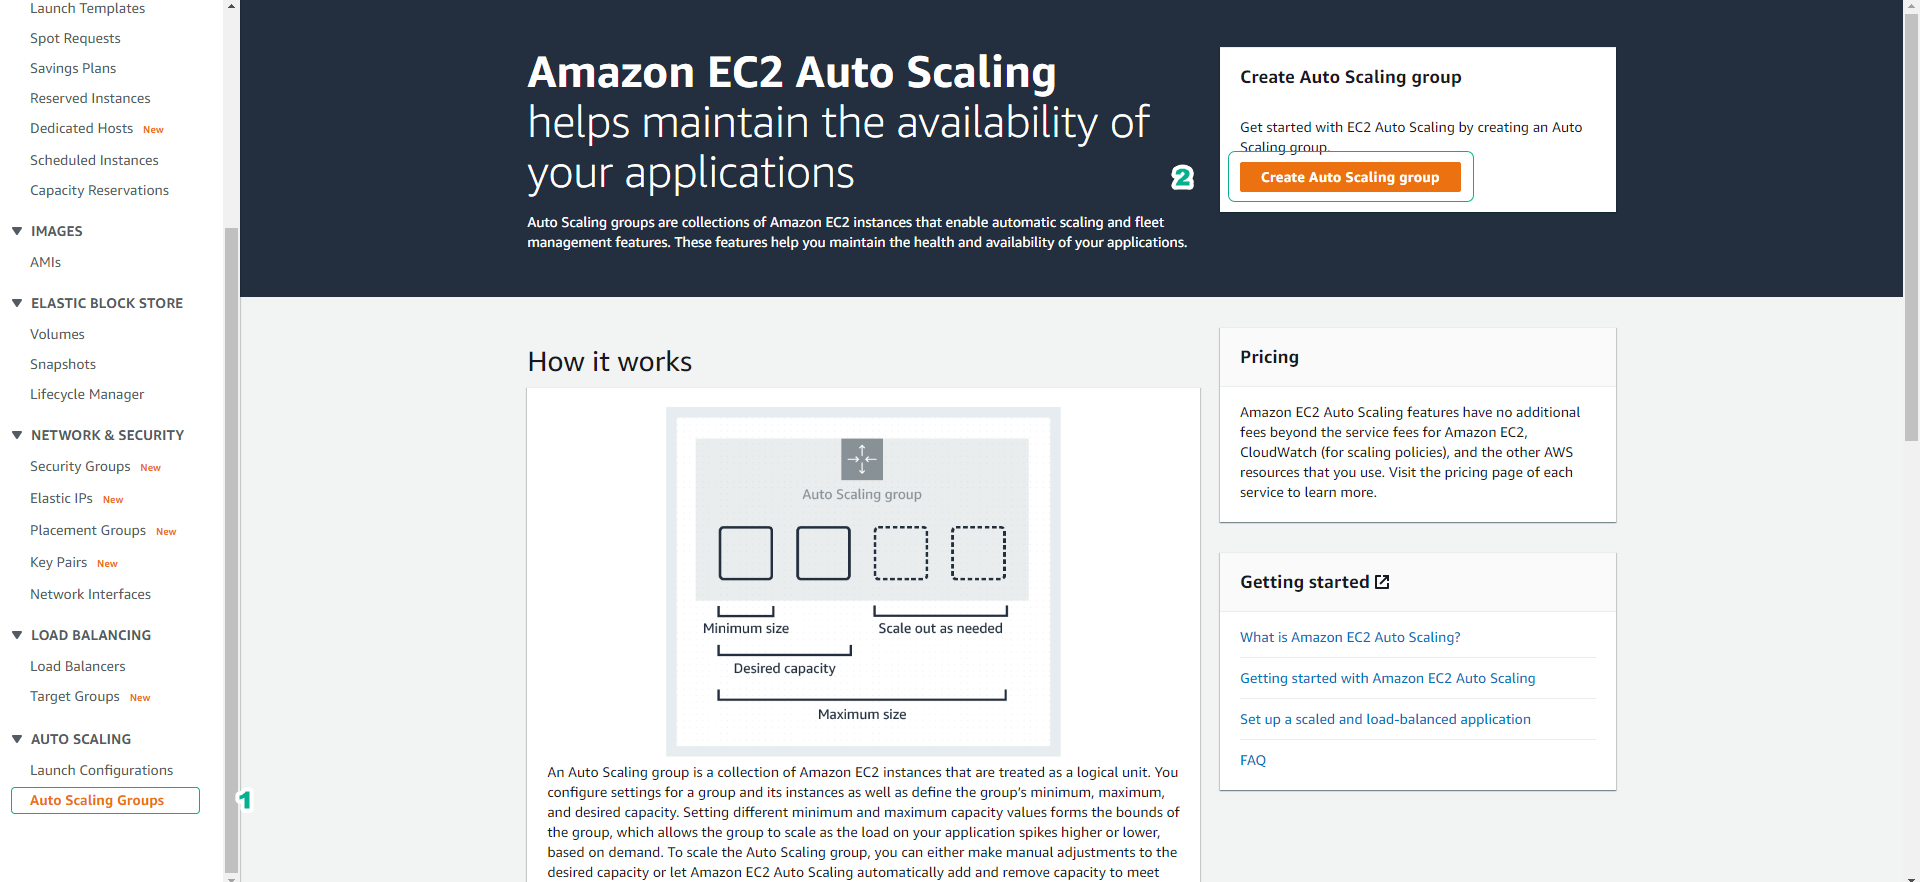 Launch Templates
Spot Requests
Savings Plans
Reserved Instances
Dedicated Hosts New
Scheduled Instances
Capacity Reservations
IMAGES
AMIs
ELASTIC BLOCK STORE
Volumes
Snapshots
Lifecycle Manager
NETWORK & SECURITY
Security Groups New
Elastic IPs New
Placement Groups New
Key Pairs New
Network Interfaces
LOAD BALANCING
Load Balancers
Target Groups New
AUTO SCALING
Launch Configurations
Auto Scaling Groups
1
Amazon EC2 Auto Scaling
helps maintain the availability of
your applications
Auto Scaling groups are collections of Amazon EC2 instances that enable automatic scaling and fleet
management features. These features help you maintain the health and availability of your applications.
2
Create Auto Scaling group
Get started with EC2 Auto Scaling by creating an Auto
Scaling group.
Create Auto Scaling group
How it works
Auto Scaling group
Minimum size
Scale out as needed
Desired capacity
Maximum size
An Auto Scaling group is a collection of Amazon EC2 instances that are treated as a logical unit. You
configure settings for a group and its instances as well as define the group's minimum, maximum,
and desired capacity. Setting different minimum and maximum capacity values forms the bounds of
the group, which allows the group to scale as the load on your application spikes higher or lower,
based on demand. To scale the Auto Scaling group, you can either make manual adjustments to the
desired capacity or let Amazon EC2 Auto Scaling automatically add and remove capacity to meet
Pricing
Amazon EC2 Auto Scaling features have no additional
fees beyond the service fees for Amazon EC2,
CloudWatch (for scaling policies), and the other AWS
resources that you use. Visit the pricing page of each
service to learn more.
Getting started
What is Amazon EC2 Auto Scaling?
Getting started with Amazon EC2 Auto Scaling
Set up a scaled and load-balanced application
FAQ